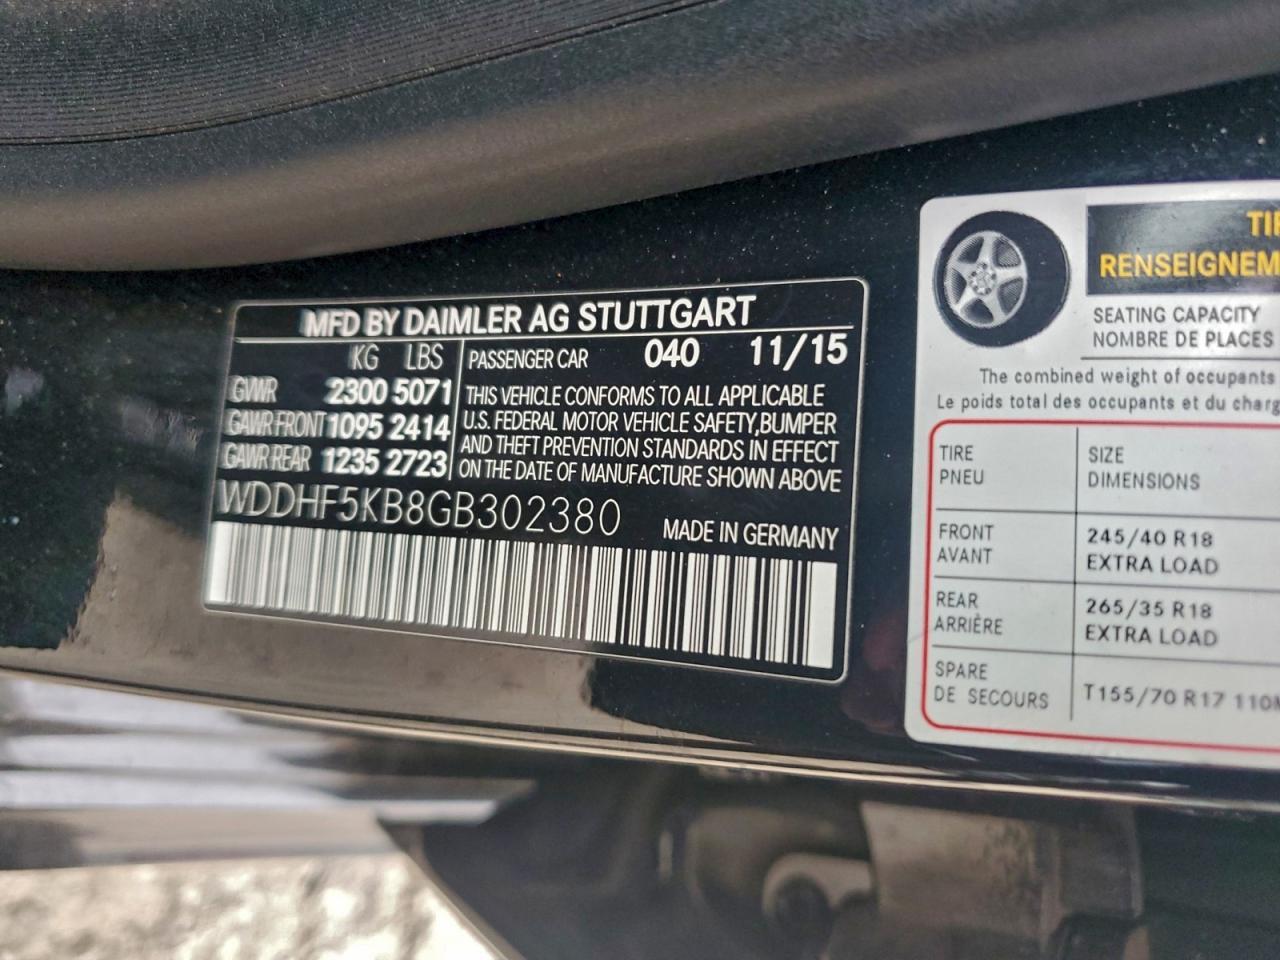 MFD BY DAIMLER AG STUTTGART
KG LBS
GVWR 2300 5071
GAWR FRONT 1095 2414
GAWR REAR 1235 2723
PASSENGER CAR 040 11/15
THIS VEHICLE CONFORMS TO ALL APPLICABLE
U.S. FEDERAL MOTOR VEHICLE SAFETY,BUMPER
AND THEFT PREVENTION STANDARDS IN EFFECT
ON THE DATE OF MANUFACTURE SHOWN ABOVE
WDDHF5KB8GB302380
MADE IN GERMANY
SEATING CAPACITY
NOMBRE DE PLACES
The combined weight of occupants
Le poids total des occupants et du
TIRE SIZE
PNEU DIMENSIONS
FRONT 245/40 R18
AVANT EXTRA LOAD
REAR 265/35 R18
ARRIÈRE EXTRA LOAD
SPARE
DE SECOURS T155/70 R17